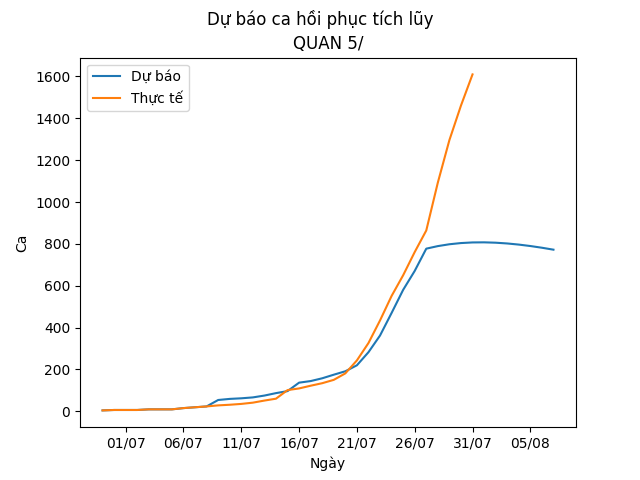 Dự báo ca hồi phục tích lũy
QUAN 5/
Dự báo
Thực tế
1600
1400
1200
1000
800
600
400
200
0
Ca
01/07 06/07 11/07 16/07 21/07 26/07 31/07 05/08
Ngày